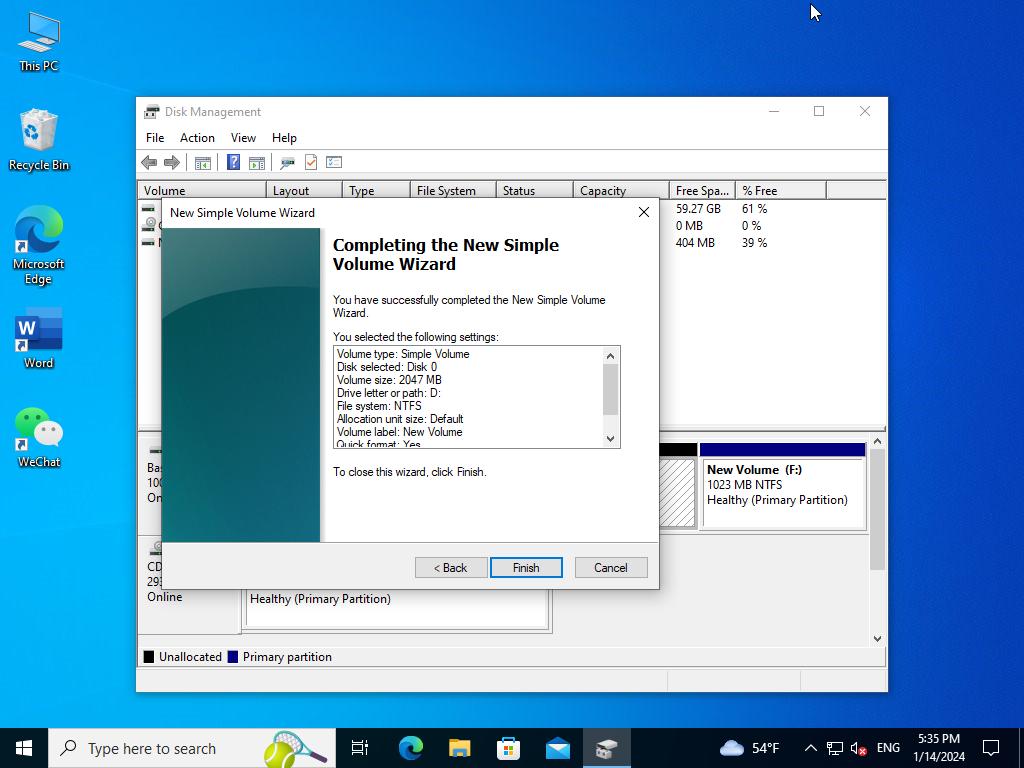 This PC
Recycle Bin
Microsoft
Edge
Word
WeChat
Disk Management
File Action View Help
Volume Layout Type File System Status Capacity Free Spa... % Free
59.27 GB 61 %
0 MB 0 %
404 MB 39 %
New Simple Volume Wizard
Completing the New Simple
Volume Wizard
You have successfully completed the New Simple Volume
Wizard.
You selected the following settings:
Volume type: Simple Volume
Disk selected: Disk 0
Volume size: 2047 MB
Drive letter or path: D:
File system: NTFS
Allocation unit size: Default
Volume label: New Volume
Quick format: Yes
To close this wizard, click Finish.
< Back Finish Cancel
New Volume (F:)
1023 MB NTFS
Healthy (Primary Partition)
Online
Healthy (Primary Partition)
Unallocated Primary partition
Type here to search
54°F
ENG
5:35 PM
1/14/2024